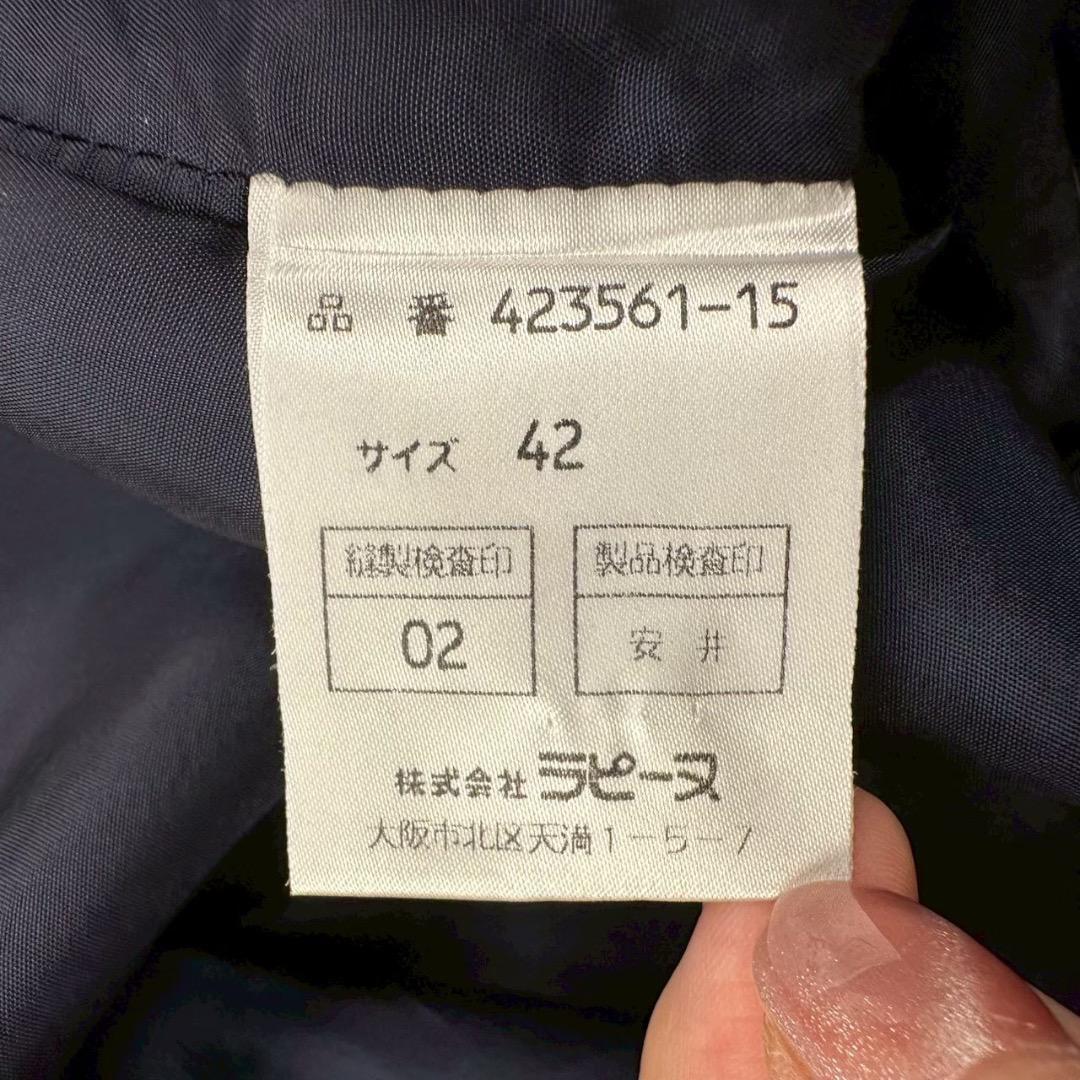 品 番 423561-15
サイズ 42
縫製検査印 製品検査印
02 安 井
株式会社 ラピーヌ
大阪市北区天満1-5-7